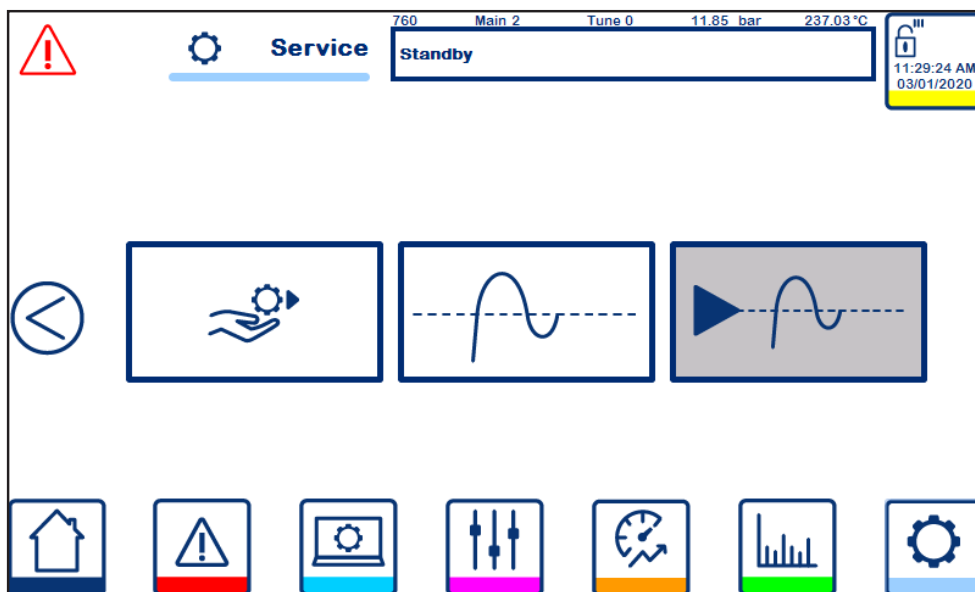 760 Main 2 Tune 0 11.85 bar 237.03 °C
Service
Standby
11:29:24 AM
03/01/2020